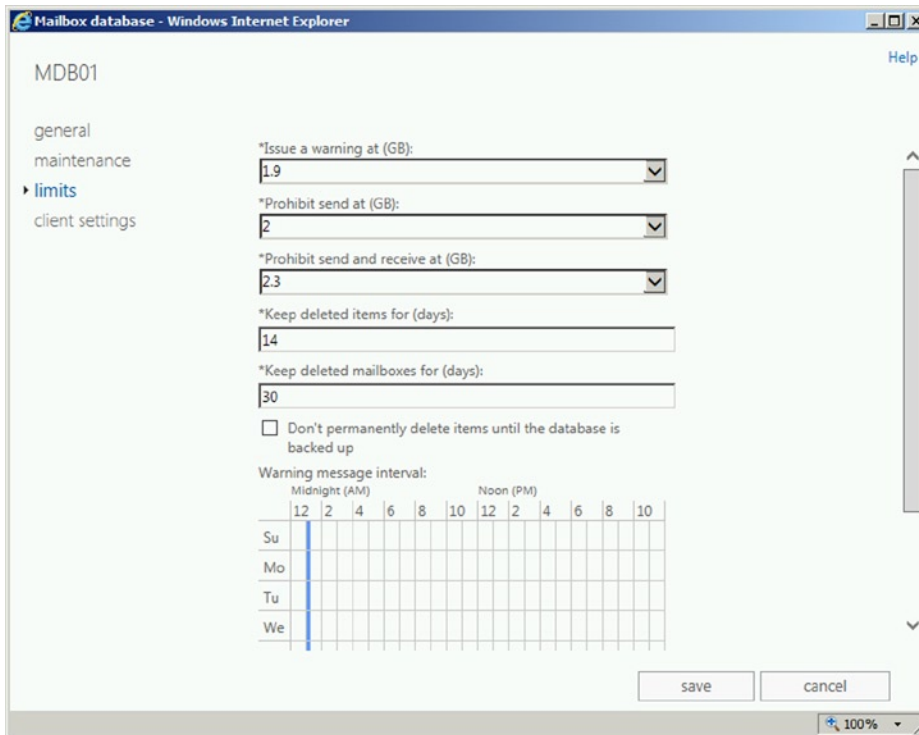 Mailbox database - Windows Internet Explorer
Help
MDB01
general
maintenance
limits
client settings
*Issue a warning at (GB):
1.9
*Prohibit send at (GB):
2
*Prohibit send and receive at (GB):
2.3
*Keep deleted items for (days):
14
*Keep deleted mailboxes for (days):
30
Don't permanently delete items until the database is
backed up
Warning message interval:
Midnight (AM) Noon (PM)
12 2 4 6 8 10 12 2 4 6 8 10
Su
Mo
Tu
We
save cancel
100%